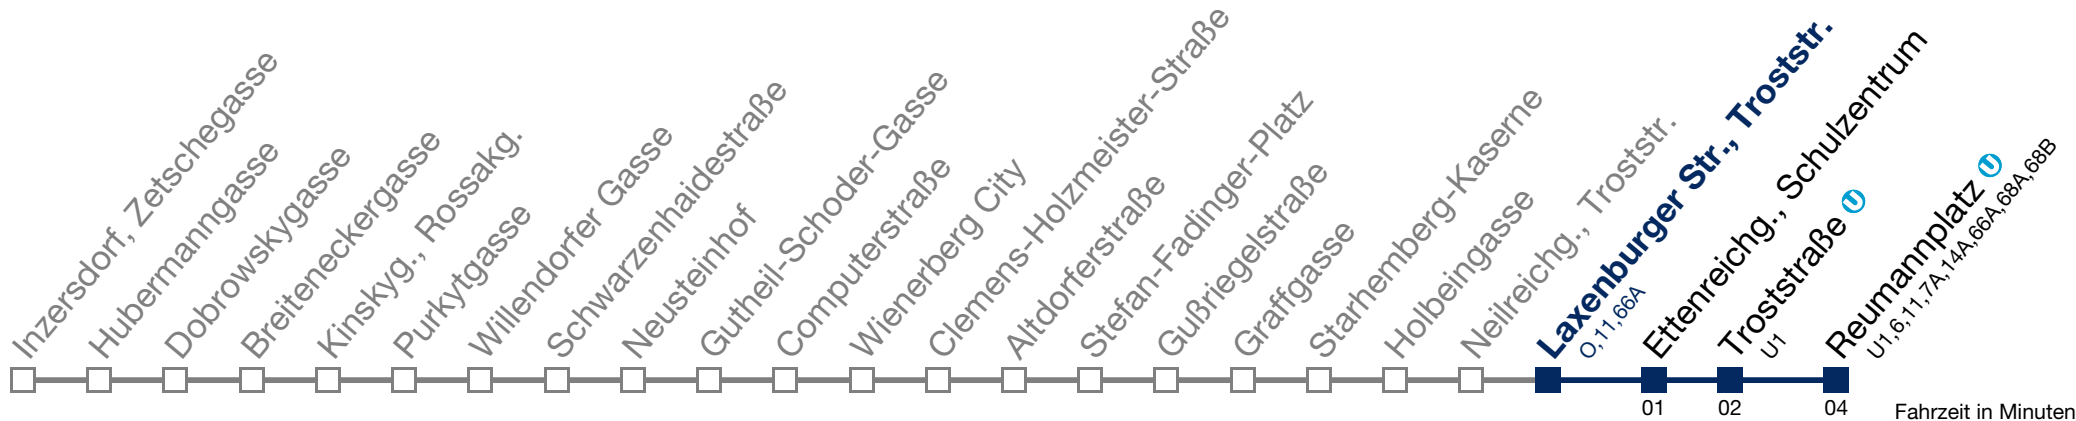 Inzersdorf, Zetschegasse
Hubermanngasse
Dobrowskygasse
Breiteneckergasse
Kinskyg., Rossakg.
Purkytgasse
Willendorfer Gasse
Schwarzenhaidestraße
Neusteinhof
Gutheil-Schoder-Gasse
Computerstraße
Wienerberg City
Clemens-Holzmeister-Straße
Altdorferstraße
Stefan-Fadinger-Platz
Gußriegelstraße
Graffgasse
Starhemberg-Kaserne
Holbeingasse
Neilreichg., Troststr.
Laxenburger Str., Troststr.
O,11,66A
Ettenreichg., Schulzentrum
Troststraße U
U1
Reumannplatz U
U1,6,11,7A,14A,66A,68A,68B
01 02 04 Fahrzeit in Minuten